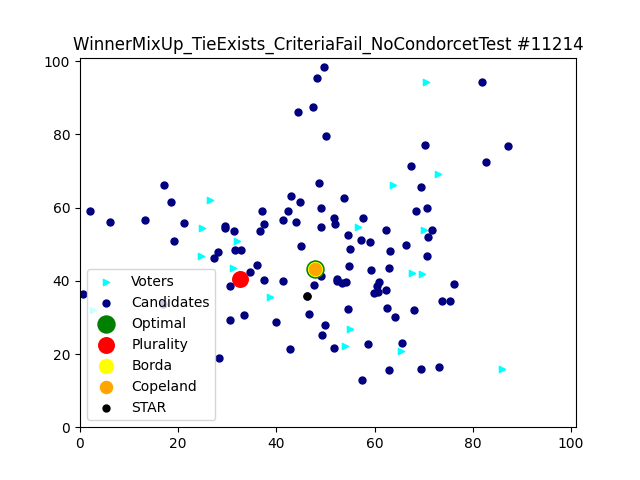 WinnerMixUp_TieExists_CriteriaFail_NoCondorcetTest #11214
100
80
60
40
20
0
Voters
Candidates
Optimal
Plurality
Borda
Copeland
STAR
0 20 40 60 80 100